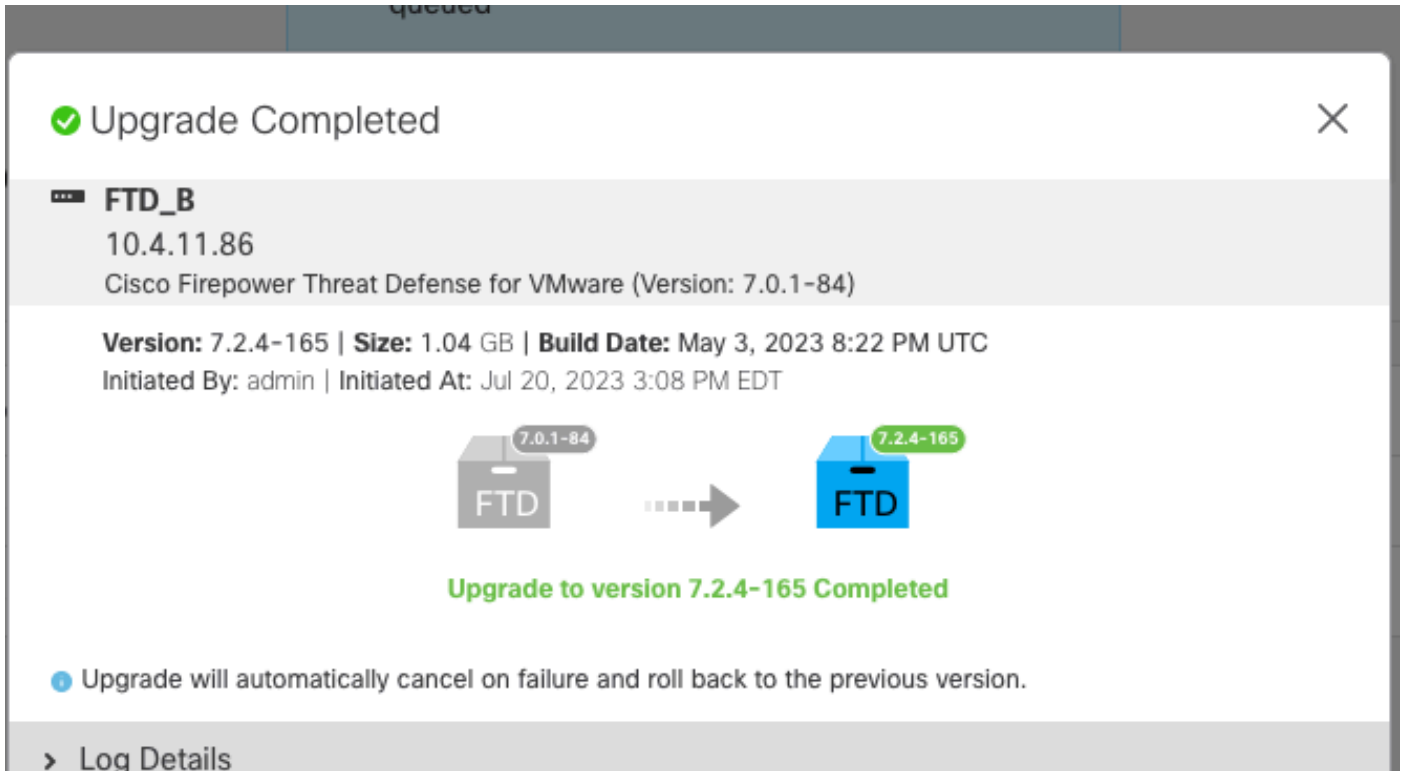 queued
Upgrade Completed
FTD_B
10.4.11.86
Cisco Firepower Threat Defense for VMware (Version: 7.0.1-84)
Version: 7.2.4-165 | Size: 1.04 GB | Build Date: May 3, 2023 8:22 PM UTC
Initiated By: admin | Initiated At: Jul 20, 2023 3:08 PM EDT
7.0.1-84
7.2.4-165
FTD
FTD
Upgrade to version 7.2.4-165 Completed
Upgrade will automatically cancel on failure and roll back to the previous version.
Log Details